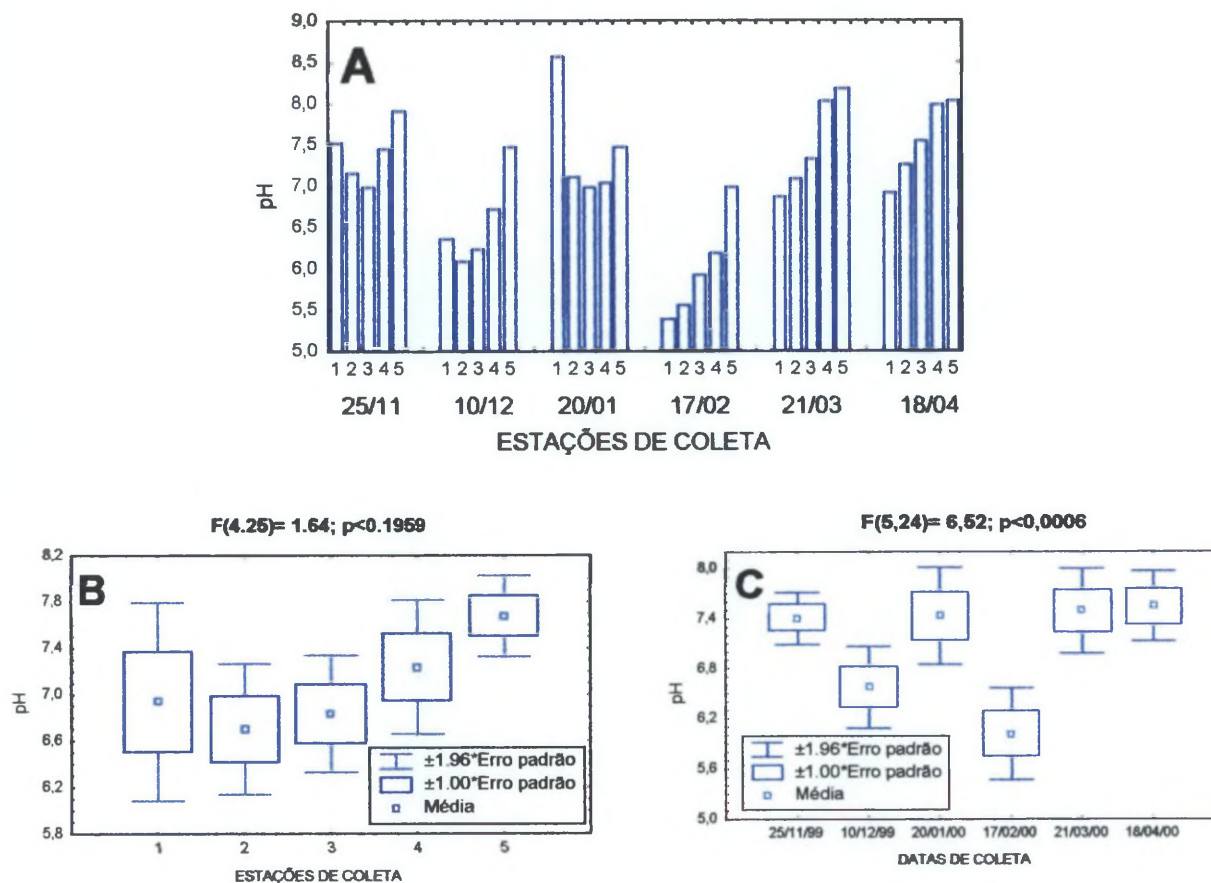 A
9,0
8,5
8,0
7,5
7,0
6,5
6,0
5,5
5,0
pH
1 2 3 4 5 1 2 3 4 5 1 2 3 4 5 1 2 3 4 5 1 2 3 4 5 1 2 3 4 5
25/11 10/12 20/01 17/02 21/03 18/04
ESTAÇÕES DE COLETA
F(4.25)= 1.64; p<0.1959
B
8,2
7,8
7,4
7,0
6,6
6,2
5,8
pH
±1.96*Erro padrão
±1.00*Erro padrão
Média
1 2 3 4 5
ESTAÇÕES DE COLETA
F(5,24)= 6,52; p<0,0006
C
8,0
7,4
6,8
6,2
5,6
5,0
pH
±1.96*Erro padrão
±1.00*Erro padrão
Média
25/11/99 10/12/99 20/01/00 17/02/00 21/03/00 18/04/00
DATAS DE COLETA